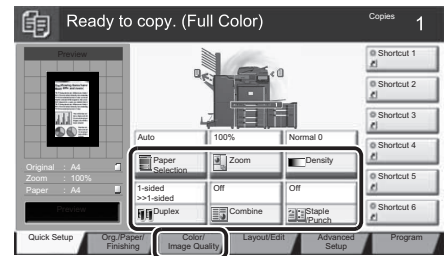 Ready to copy. (Full Color)
Copies 1
Preview
Original : A4
Zoom : 100%
Paper : A4
Preview
Auto
100%
Normal 0
Paper Selection
Zoom
Density
1-sided >>1-sided
Off
Off
Duplex
Combine
Staple /Punch
Shortcut 1
Shortcut 2
Shortcut 3
Shortcut 4
Shortcut 5
Shortcut 6
Quick Setup
Org./Paper/ Finishing
Color/ Image Quality
Layout/Edit
Advanced Setup
Program